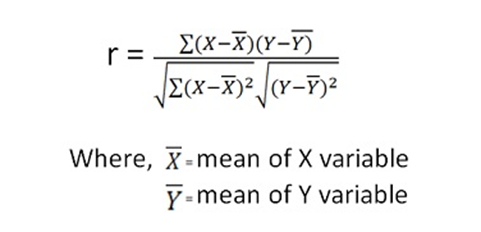 r = Σ(X−X̅)(Y−Y̅) / √Σ(X−X̅)² √(Y−Y̅)²
Where, X̅ = mean of X variable
Y̅ = mean of Y variable